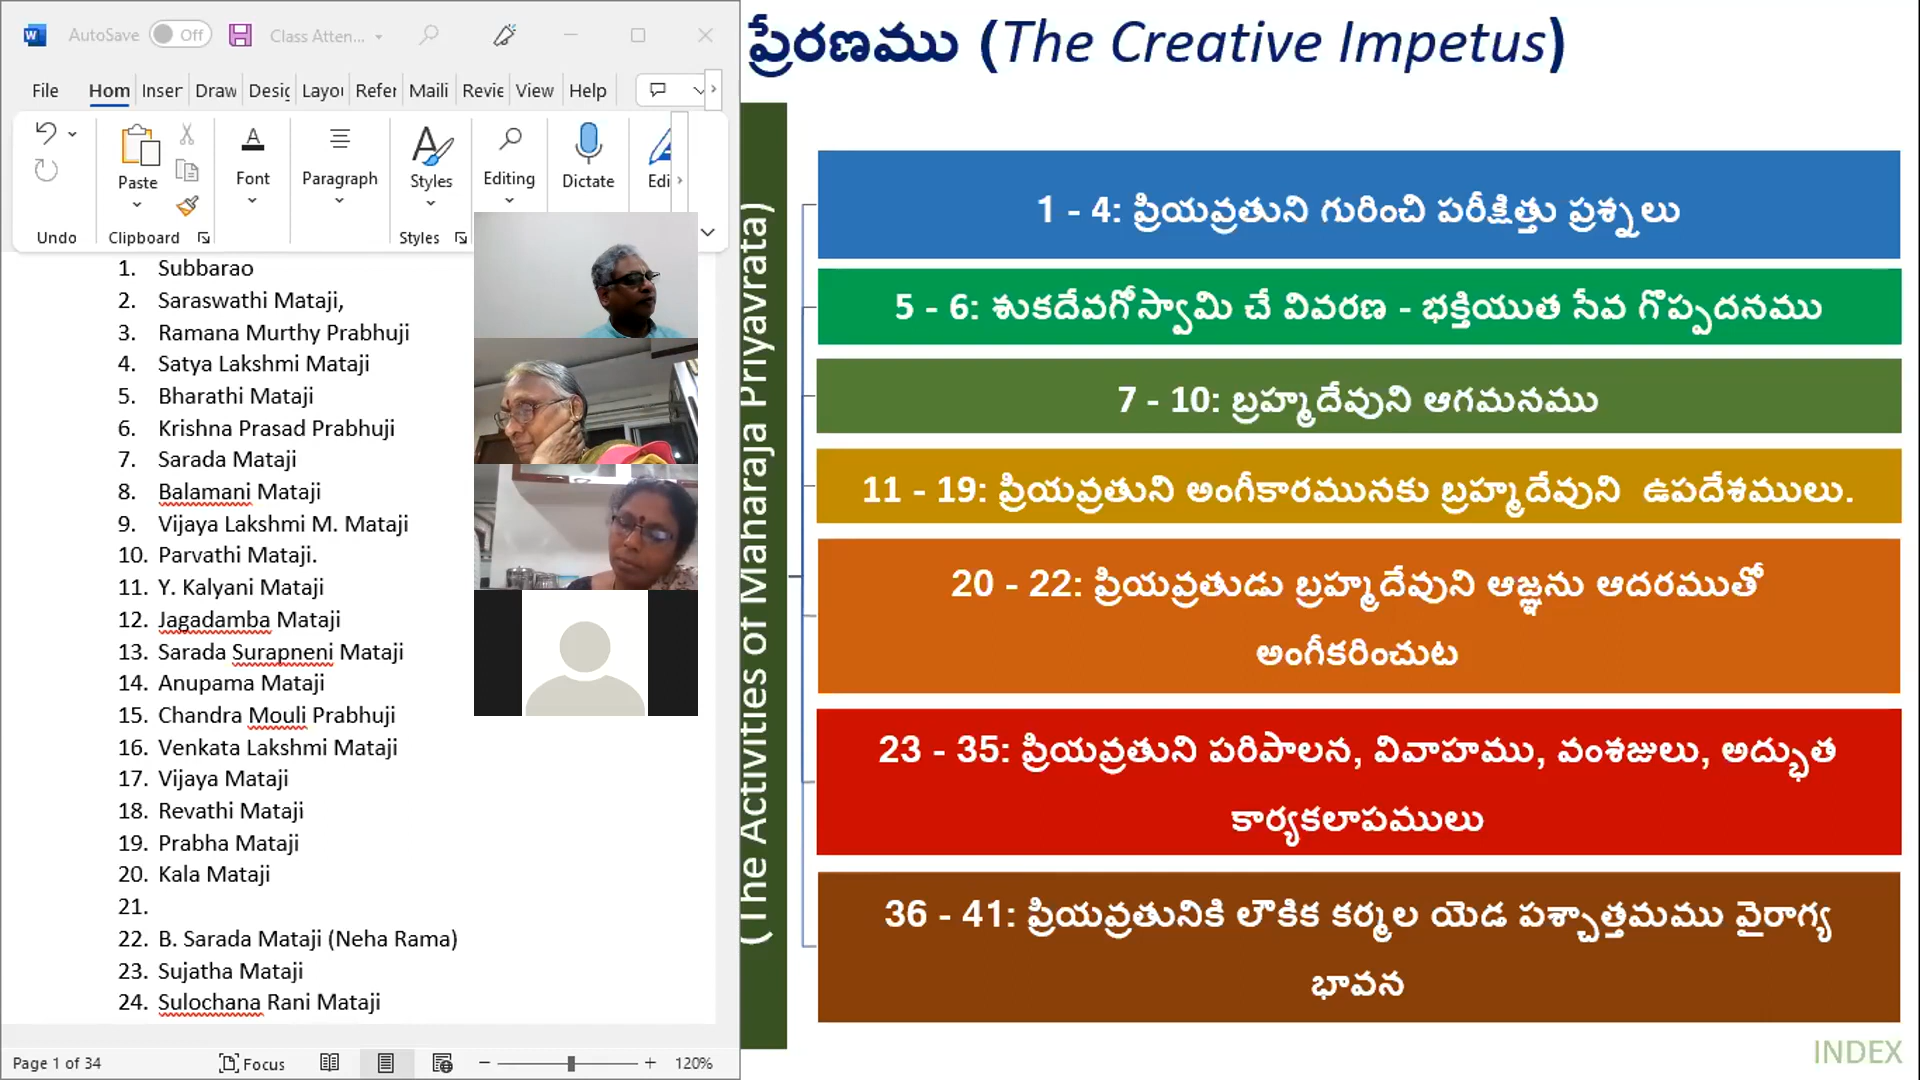 AutoSave Off Class Atten...
File Hom Inser Draw Desig Layou Refer Maili Revie View Help
Paste Font Paragraph Styles Editing Dictate Edi
Undo Clipboard Styles
1. Subbarao
2. Saraswathi Mataji,
3. Ramana Murthy Prabhuji
4. Satya Lakshmi Mataji
5. Bharathi Mataji
6. Krishna Prasad Prabhuji
7. Sarada Mataji
8. Balamani Mataji
9. Vijaya Lakshmi M. Mataji
10. Parvathi Mataji.
11. Y. Kalyani Mataji
12. Jagadamba Mataji
13. Sarada Surapneni Mataji
14. Anupama Mataji
15. Chandra Mouli Prabhuji
16. Venkata Lakshmi Mataji
17. Vijaya Mataji
18. Revathi Mataji
19. Prabha Mataji
20. Kala Mataji
21.
22. B. Sarada Mataji (Neha Rama)
23. Sujatha Mataji
24. Sulochana Rani Mataji
Page 1 of 34 Focus 120%
ప్రేరణము (The Creative Impetus)
(The Activities of Maharaja Priyavrata)
1 - 4: ప్రియవ్రతుని గురించి పరీక్షిత్తు ప్రశ్నలు
5 - 6: శుకదేవగోస్వామి చే వివరణ - భక్తియుత సేవ గొప్పదనము
7 - 10: బ్రహ్మదేవుని ఆగమనము
11 - 19: ప్రియవ్రతుని అంగీకారమునకు బ్రహ్మదేవుని ఉపదేశములు.
20 - 22: ప్రియవ్రతుడు బ్రహ్మదేవుని ఆజ్ఞను ఆదరముతో
అంగీకరించుట
23 - 35: ప్రియవ్రతుని పరిపాలన, వివాహము, వంశజులు, అద్భుత
కార్యకలాపములు
36 - 41: ప్రియవ్రతునికి లౌకిక కర్మల యెడ పశ్చాత్తమము వైరాగ్య
భావన
INDEX